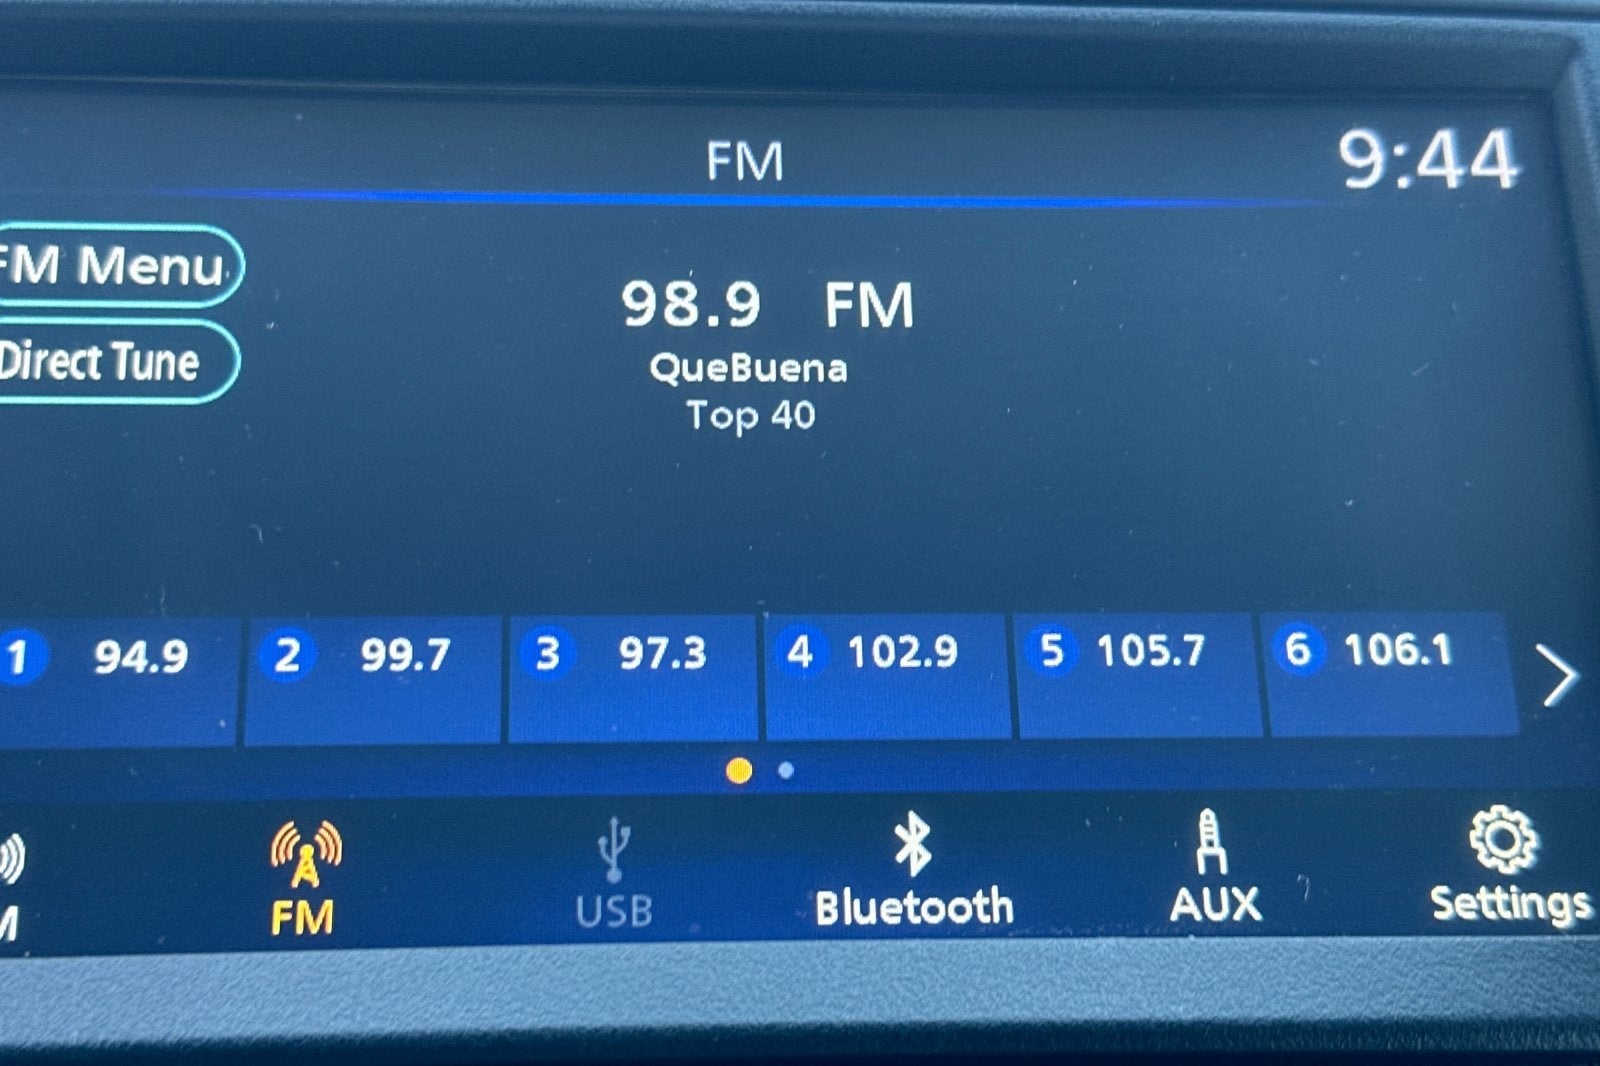 FM
9:44
FM Menu
98.9 FM
Direct Tune
QueBuena
Top 40
1 94.9
2 99.7
3 97.3
4 102.9
5 105.7
6 106.1
M
FM
USB
Bluetooth
AUX
Settings